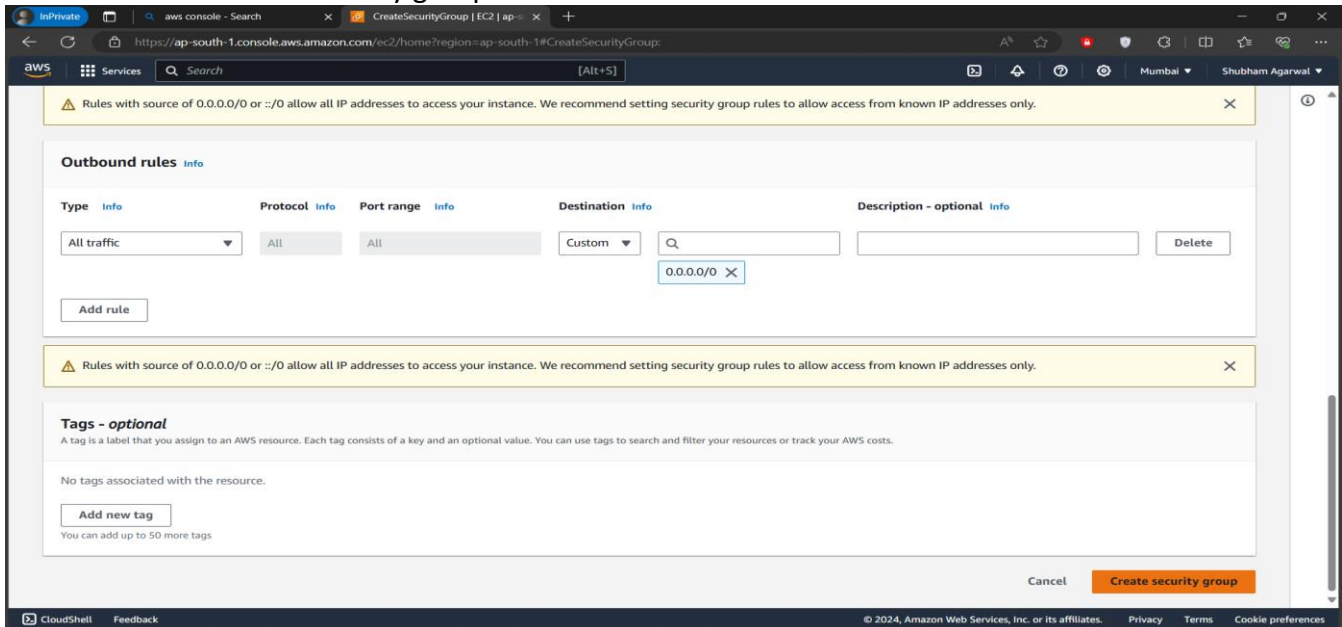 InPrivate aws console - Search CreateSecurityGroup | EC2 | ap-s
https://ap-south-1.console.aws.amazon.com/ec2/home?region=ap-south-1#CreateSecurityGroup:
aws Services Search [Alt+S] Mumbai Shubham Agarwal
Rules with source of 0.0.0.0/0 or ::/0 allow all IP addresses to access your instance. We recommend setting security group rules to allow access from known IP addresses only.
Outbound rules Info
Type Info Protocol Info Port range Info Destination Info Description - optional Info
All traffic All All Custom Delete
0.0.0.0/0
Add rule
Rules with source of 0.0.0.0/0 or ::/0 allow all IP addresses to access your instance. We recommend setting security group rules to allow access from known IP addresses only.
Tags - optional
A tag is a label that you assign to an AWS resource. Each tag consists of a key and an optional value. You can use tags to search and filter your resources or track your AWS costs.
No tags associated with the resource.
Add new tag
You can add up to 50 more tags
Cancel Create security group
CloudShell Feedback © 2024, Amazon Web Services, Inc. or its affiliates. Privacy Terms Cookie preferences